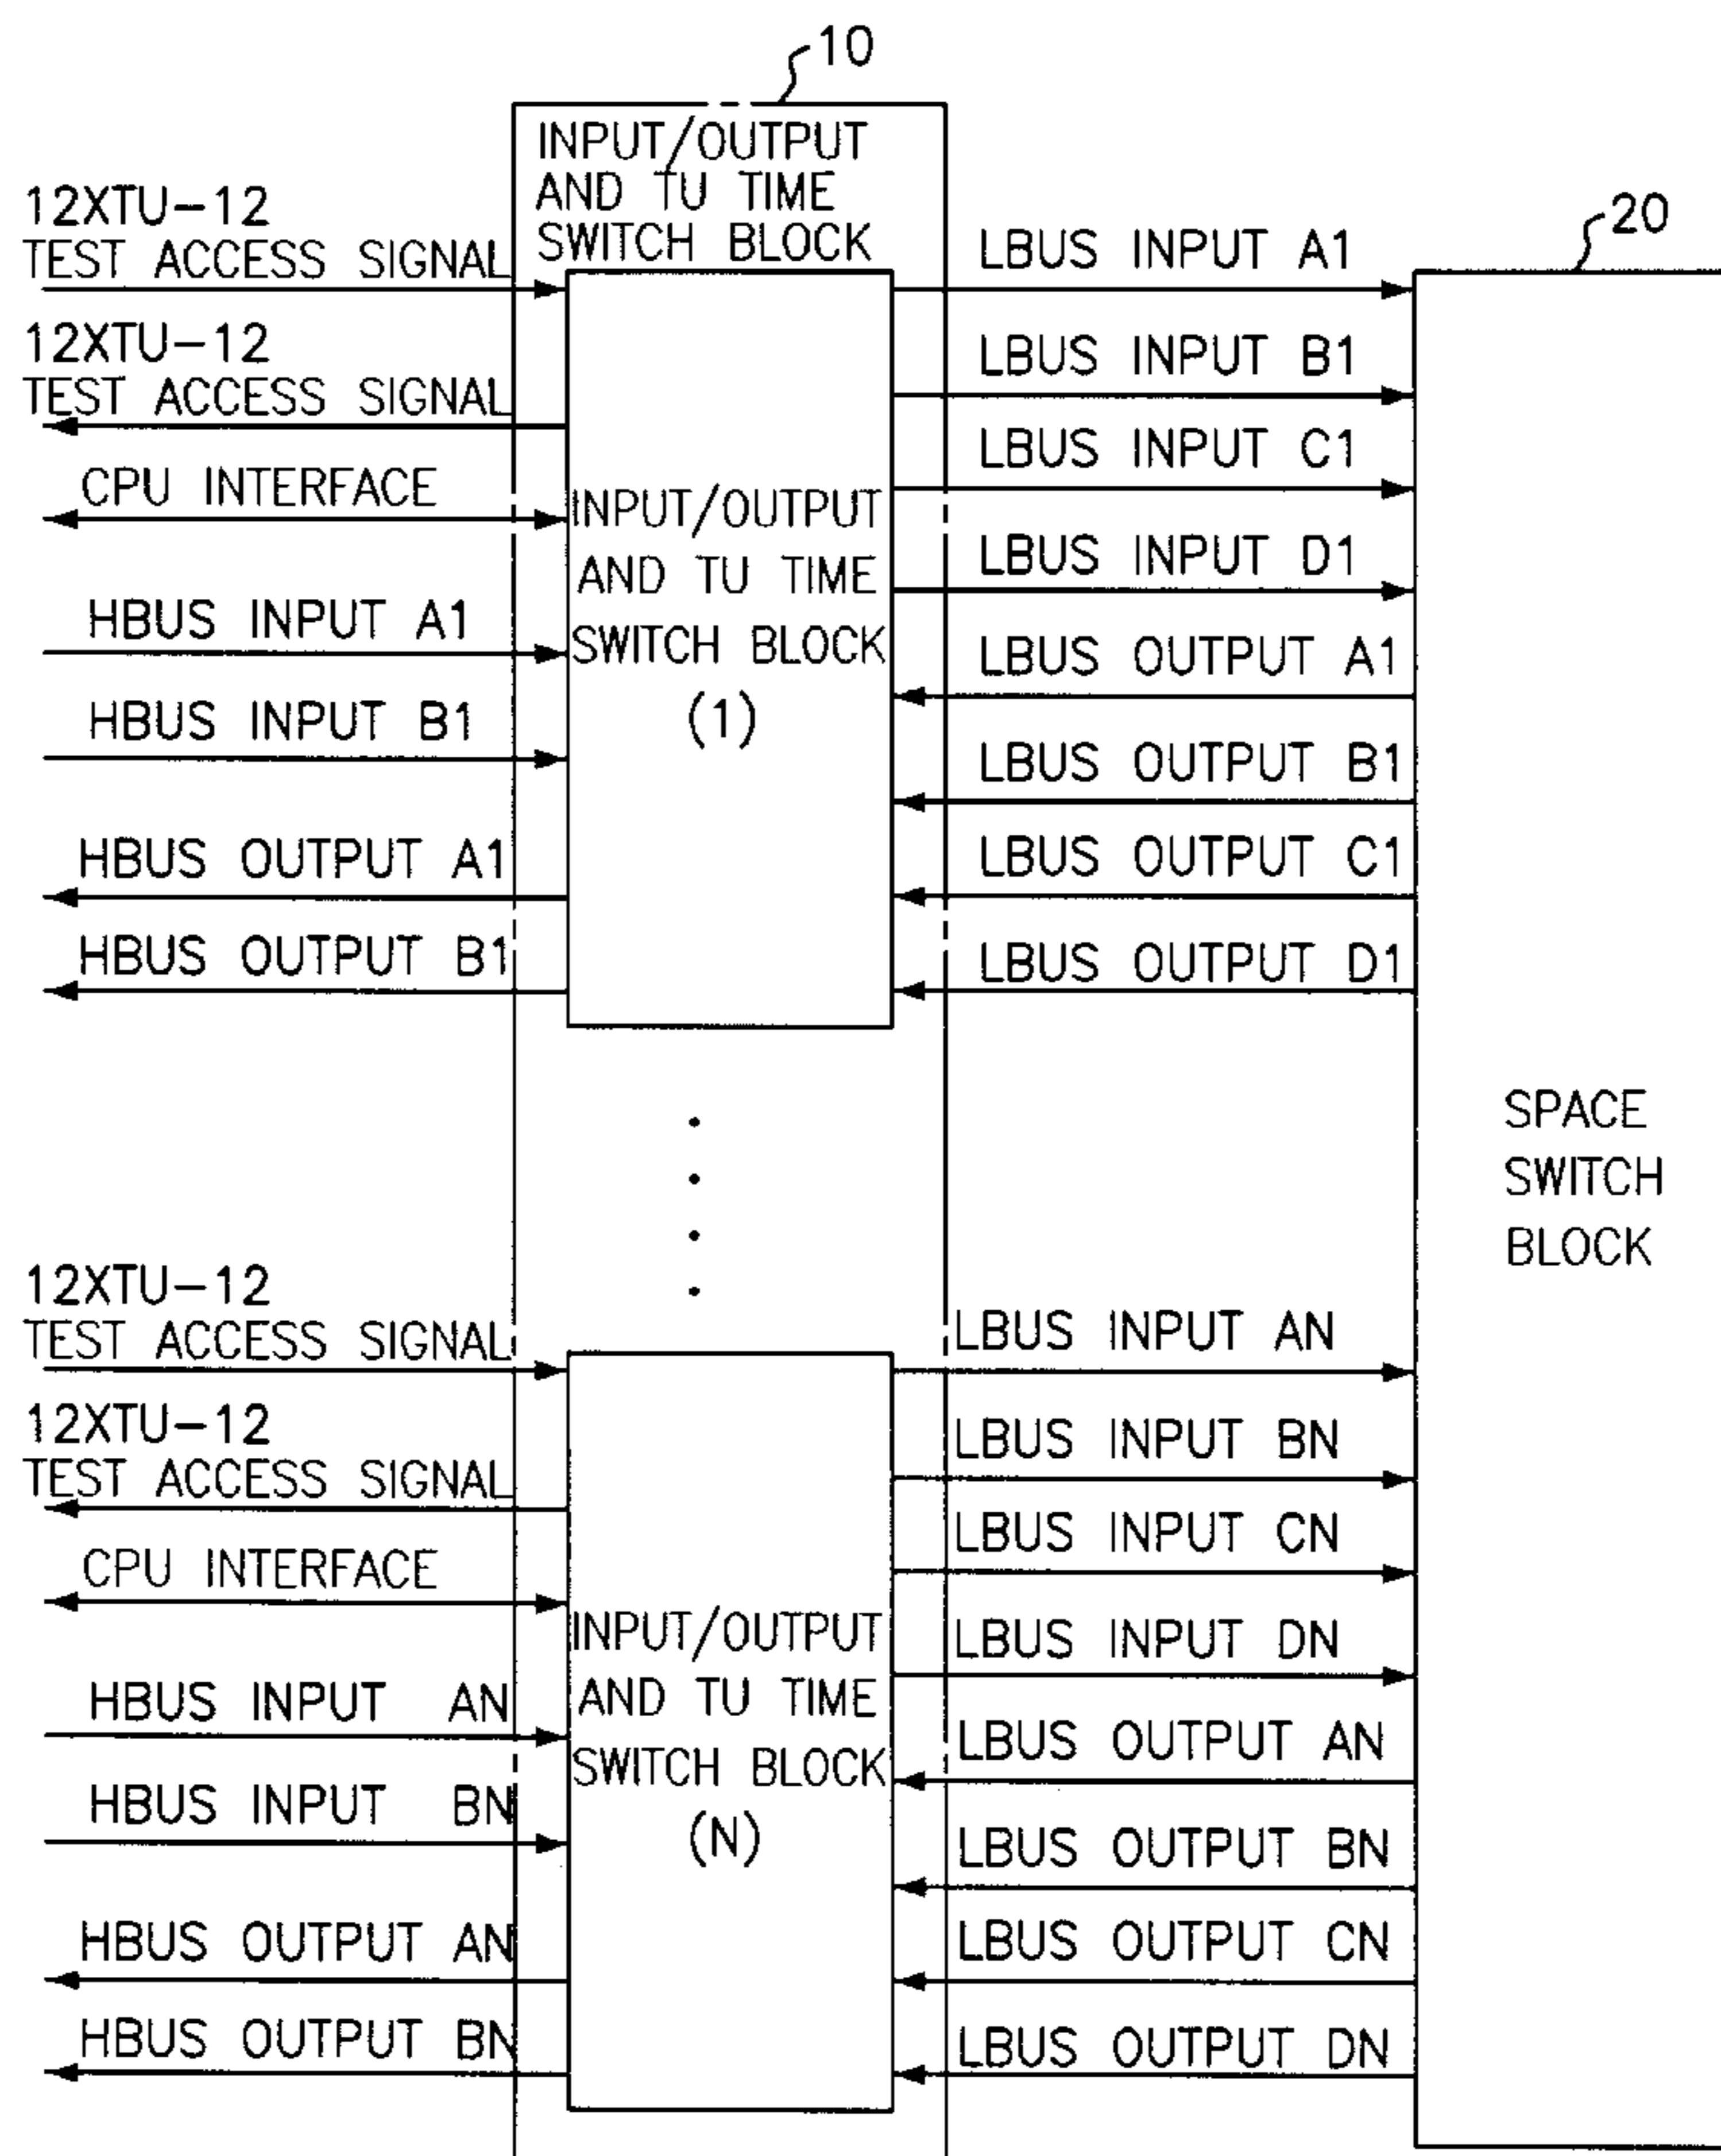 10
INPUT/OUTPUT
AND TU TIME
SWITCH BLOCK
20
12XTU-12
TEST ACCESS SIGNAL
12XTU-12
TEST ACCESS SIGNAL
CPU INTERFACE
HBUS INPUT A1
HBUS INPUT B1
HBUS OUTPUT A1
HBUS OUTPUT B1
INPUT/OUTPUT
AND TU TIME
SWITCH BLOCK
(1)
LBUS INPUT A1
LBUS INPUT B1
LBUS INPUT C1
LBUS INPUT D1
LBUS OUTPUT A1
LBUS OUTPUT B1
LBUS OUTPUT C1
LBUS OUTPUT D1
SPACE
SWITCH
BLOCK
12XTU-12
TEST ACCESS SIGNAL
12XTU-12
TEST ACCESS SIGNAL
CPU INTERFACE
HBUS INPUT AN
HBUS INPUT BN
HBUS OUTPUT AN
HBUS OUTPUT BN
INPUT/OUTPUT
AND TU TIME
SWITCH BLOCK
(N)
LBUS INPUT AN
LBUS INPUT BN
LBUS INPUT CN
LBUS INPUT DN
LBUS OUTPUT AN
LBUS OUTPUT BN
LBUS OUTPUT CN
LBUS OUTPUT DN